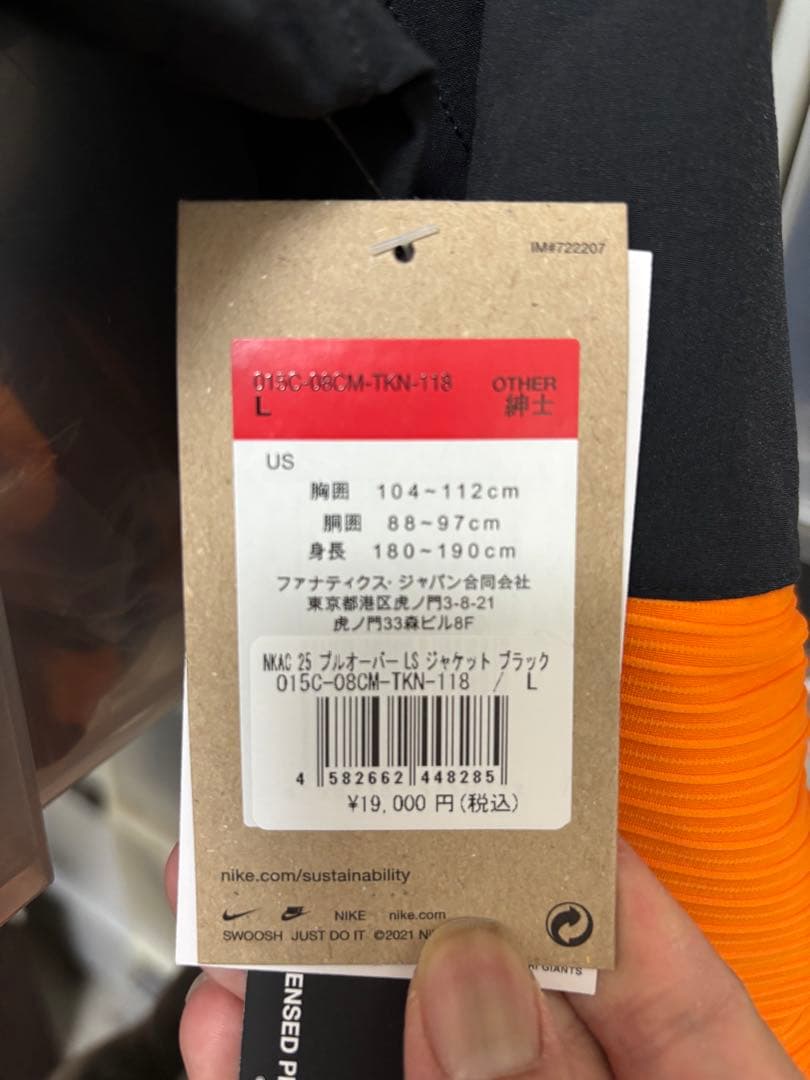 IM#722207
015C-08CM-TKN-118
OTHER
L
紳士
US
胸囲 104~112cm
胴囲 88~97cm
身長 180~190cm
ファナティクス・ジャパン合同会社
東京都港区虎ノ門3-8-21
虎ノ門33森ビル8F
NKAC 25 プルオーバー LS ジャケット ブラック
015C-08CM-TKN-118 / L
4 582662 448285
¥19,000 円(税込)
nike.com/sustainability
NIKE nike.com
SWOOSH JUST DO IT ©2021
GIANTS